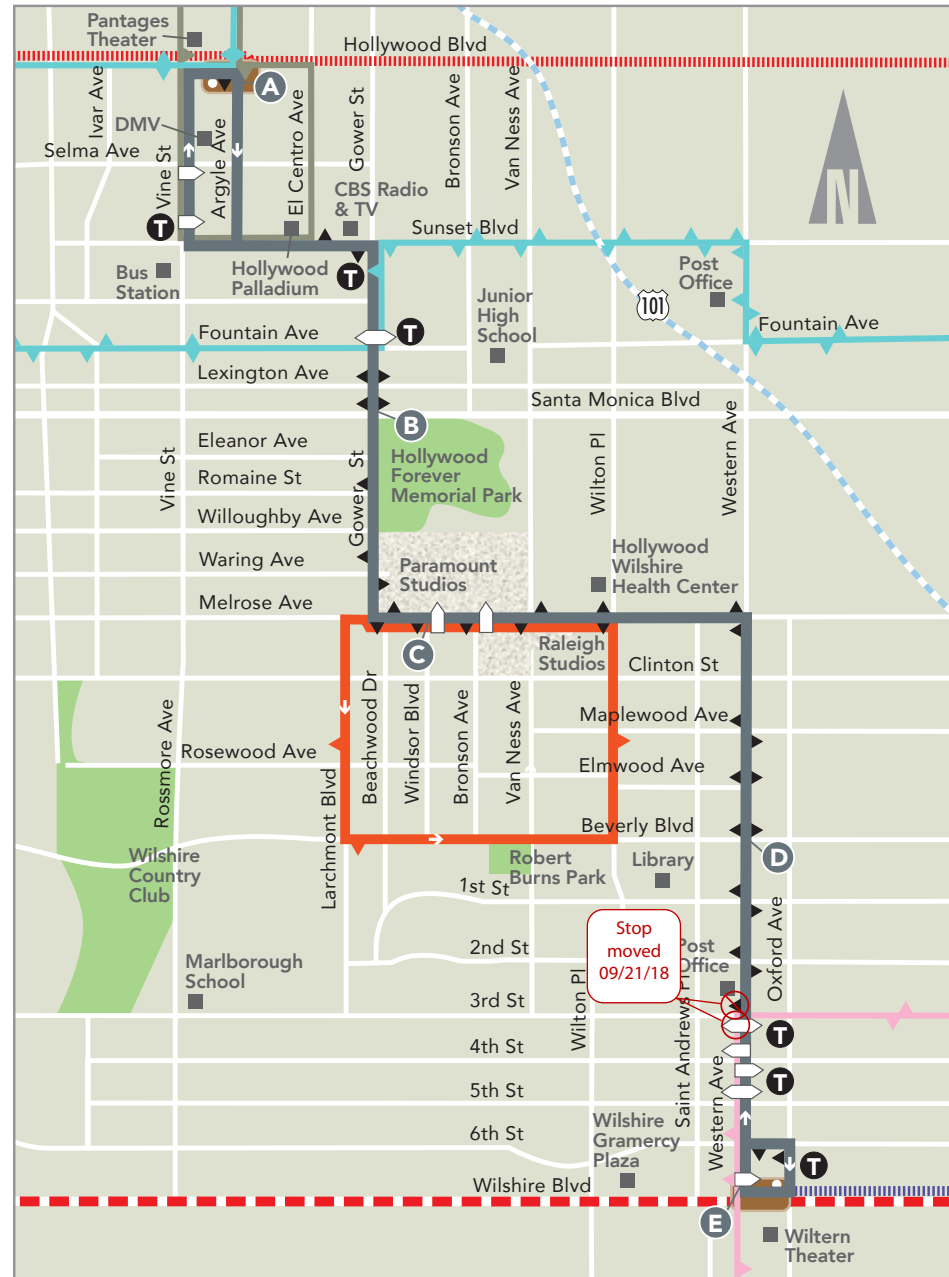 Pantages
Theater
Hollywood Blvd
A
Ivar Ave
DMV
Selma Ave
Vine St
Argyle Ave
El Centro Ave
Gower St
Bronson Ave
Van Ness Ave
N
CBS Radio
& TV
T
Sunset Blvd
Bus
Station
Hollywood
Palladium
T
Post
Office
101
Junior
High
School
Fountain Ave
T
Fountain Ave
Lexington Ave
Santa Monica Blvd
B
Eleanor Ave
Vine St
Gower St
Hollywood
Forever
Memorial Park
Wilton Pl
Western Ave
Romaine St
Willoughby Ave
Waring Ave
Paramount
Studios
Hollywood
Wilshire
Health Center
Melrose Ave
C
Raleigh
Studios
Clinton St
Beachwood Dr
Windsor Blvd
Bronson Ave
Van Ness Ave
Maplewood Ave
Rossmore Ave
Rosewood Ave
Larchmont Blvd
Elmwood Ave
Beverly Blvd
D
Wilshire
Country
Club
Robert
Burns Park
Library
1st St
Oxford Ave
Stop
moved
09/21/18
2nd St
Post
Office
Marlborough
School
Wilton Pl
Saint Andrews Pl
3rd St
T
4th St
T
5th St
Western Ave
6th St
Wilshire
Gramercy
Plaza
T
Wilshire Blvd
E
Wiltern
Theater